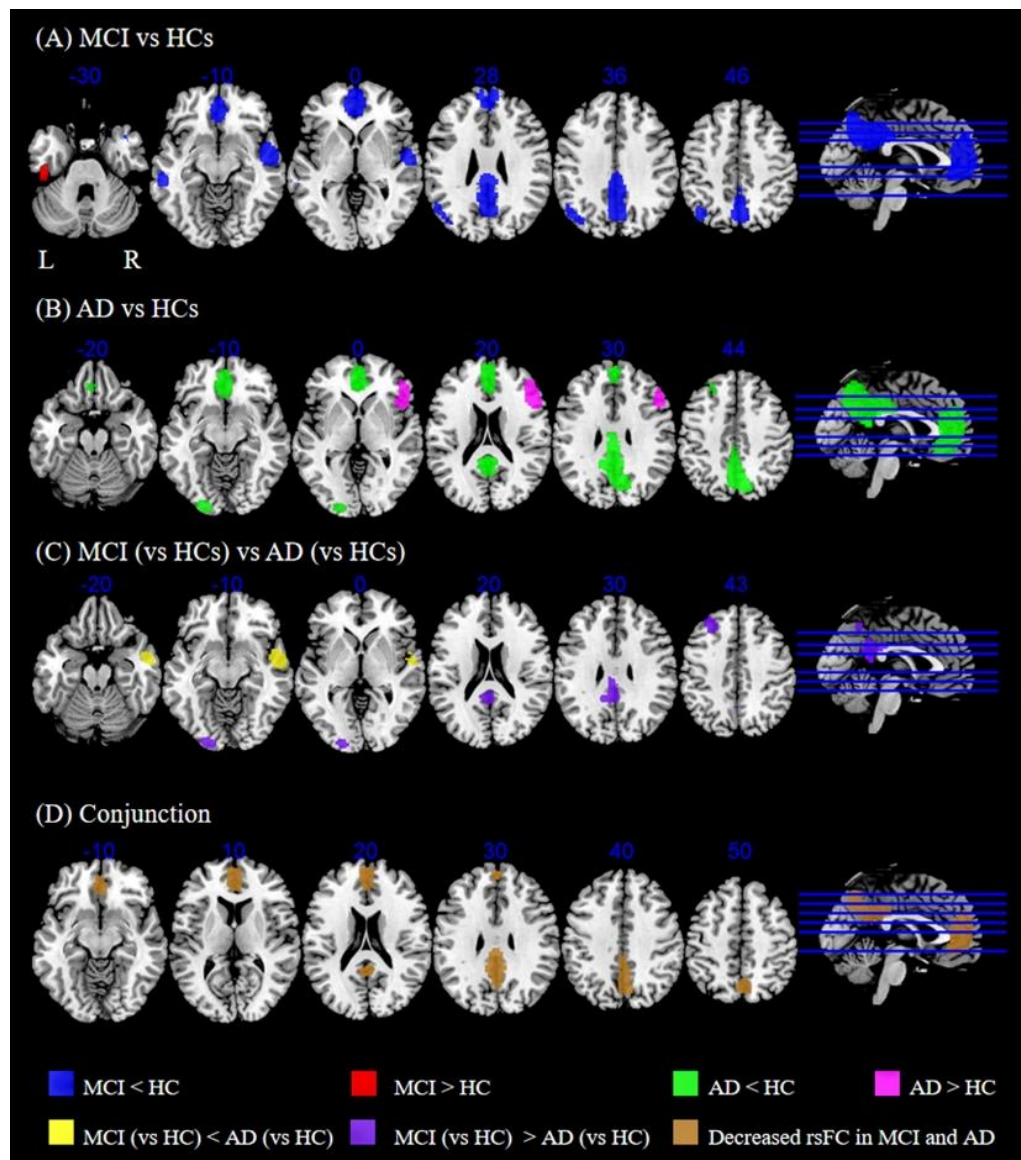 (A) MCI vs HCs
-30 -10 0 28 36 46
L R
(B) AD vs HCs
-20 -10 0 20 30 44
(C) MCI (vs HCs) vs AD (vs HCs)
-20 -10 0 20 30 43
(D) Conjunction
-10 10 20 30 40 50
MCI < HC MCI > HC AD < HC AD > HC
MCI (vs HC) < AD (vs HC) MCI (vs HC) > AD (vs HC) Decreased rsFC in MCI and AD